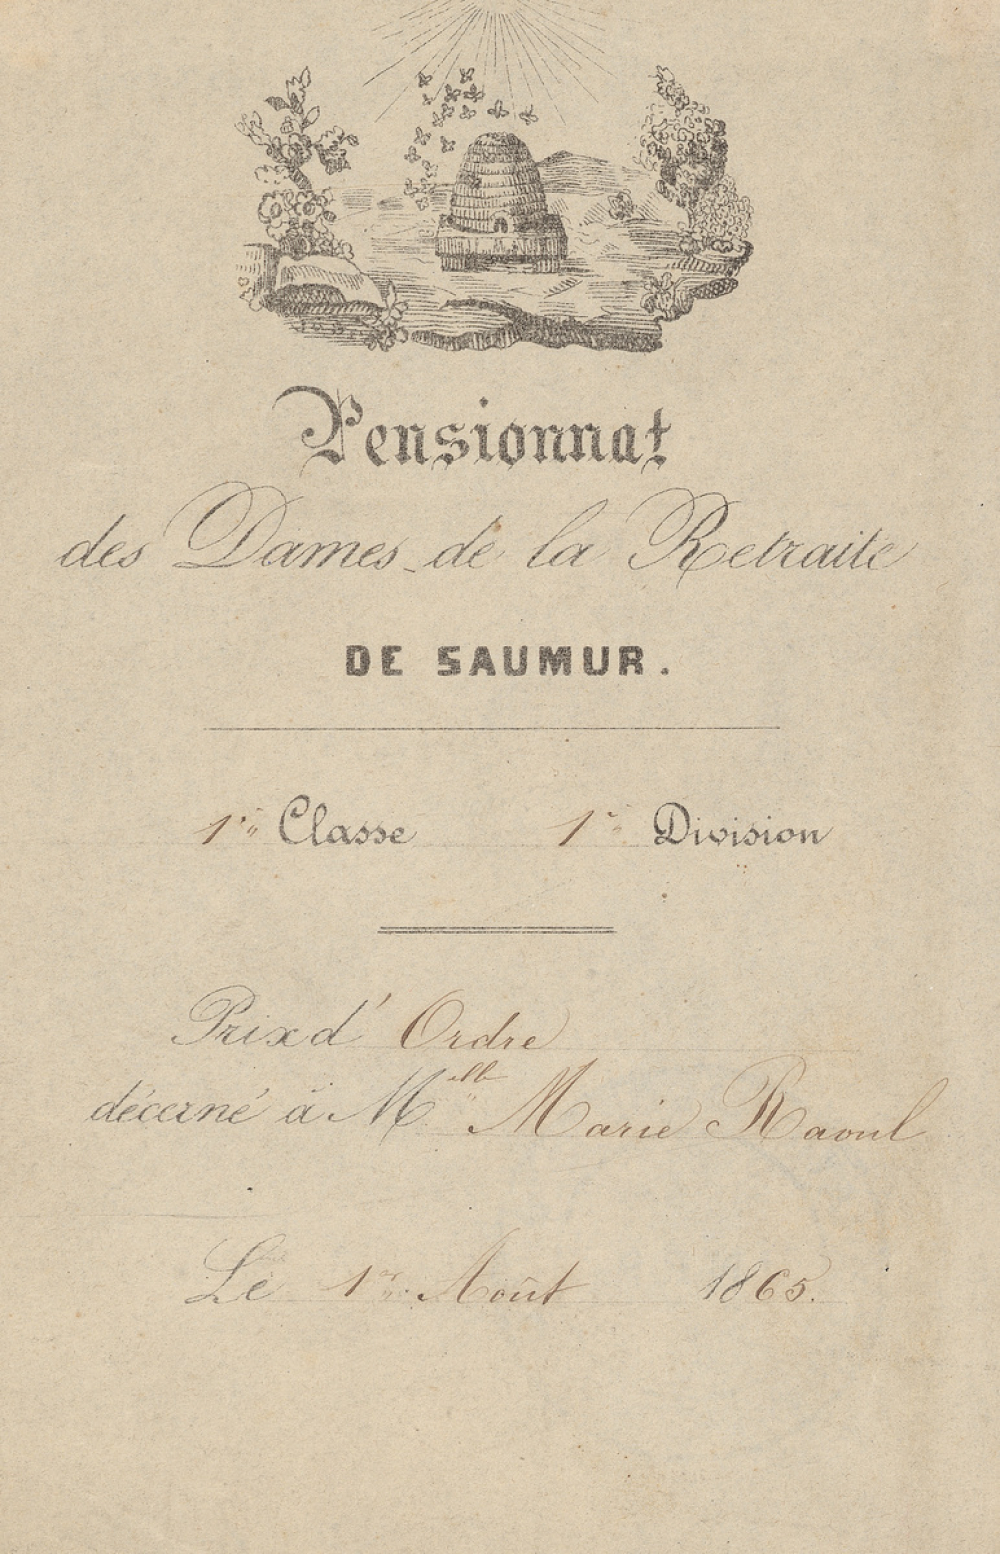 Pensionnat
des Dames de la Retraite
DE SAUMUR.
1re Classe 1re Division
Prix d'Ordre
décerné à Melle Marie Raoul
Le 1er Août 1865.